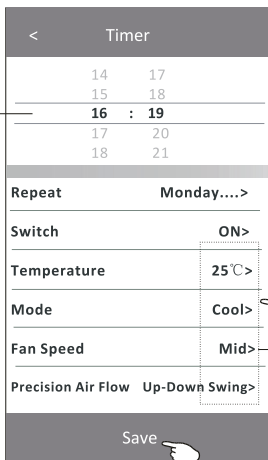 < Timer
14 17
15 18
16 : 19
17 20
18 21
Repeat Monday....>
Switch ON>
Temperature 25℃>
Mode Cool>
Fan Speed Mid>
Precision Air Flow Up-Down Swing>
Save